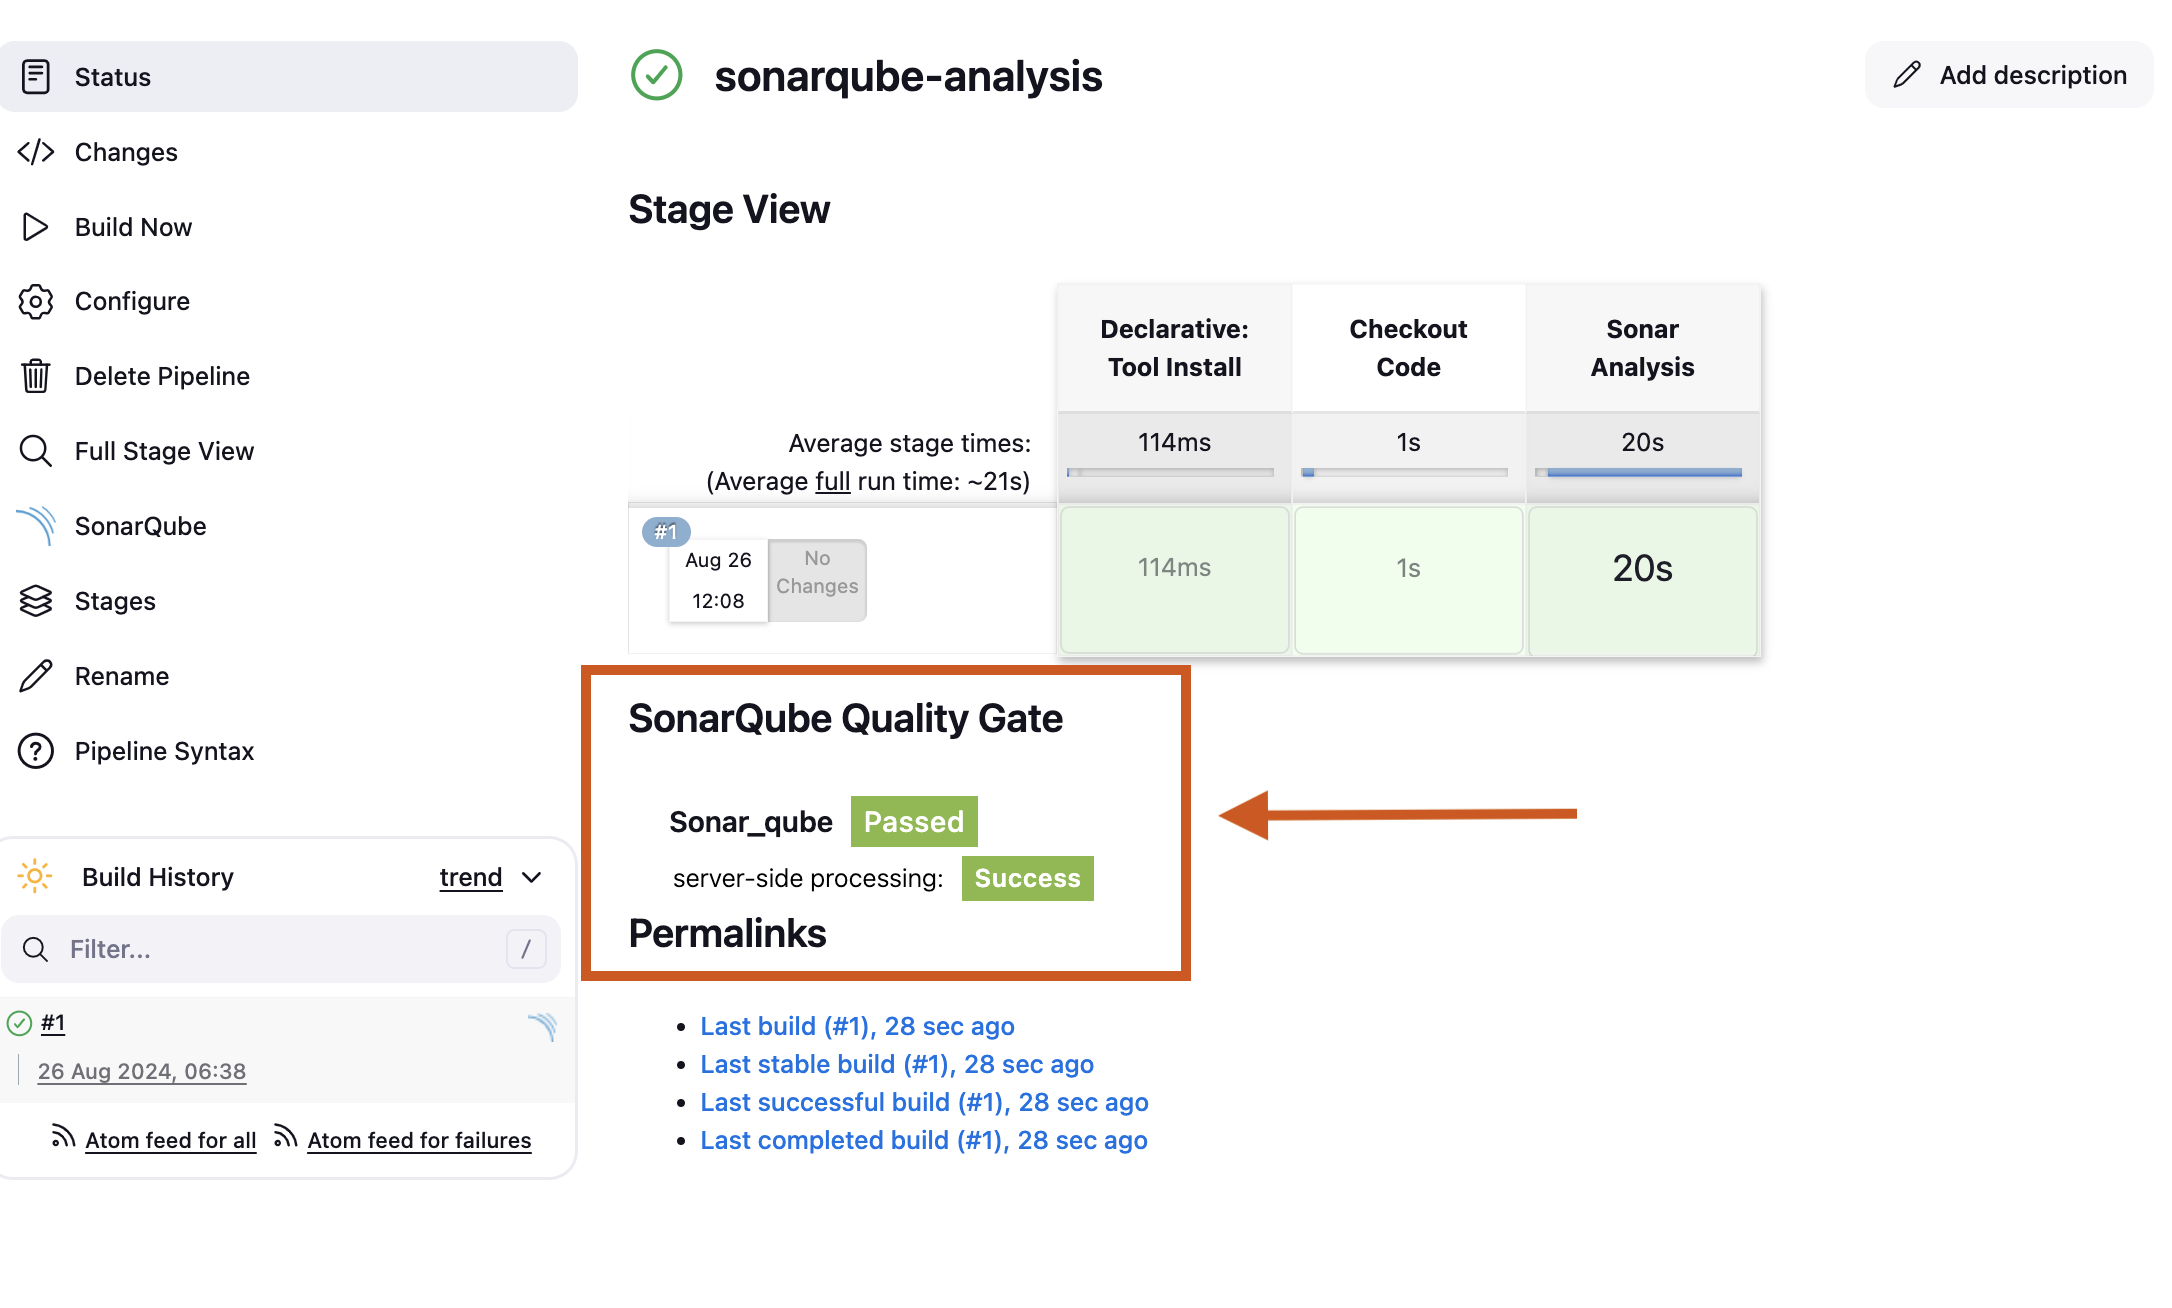 Status
Changes
Build Now
Configure
Delete Pipeline
Full Stage View
SonarQube
Stages
Rename
Pipeline Syntax
Build History
trend
Filter...
/
#1
26 Aug 2024, 06:38
Atom feed for all
Atom feed for failures
sonarqube-analysis
Add description
Stage View
Declarative:
Tool Install
Checkout
Code
Sonar
Analysis
Average stage times:
(Average full run time: ~21s)
114ms
1s
20s
#1
Aug 26
12:08
No
Changes
114ms
1s
20s
SonarQube Quality Gate
Sonar_qube Passed
server-side processing: Success
Permalinks
Last build (#1), 28 sec ago
Last stable build (#1), 28 sec ago
Last successful build (#1), 28 sec ago
Last completed build (#1), 28 sec ago